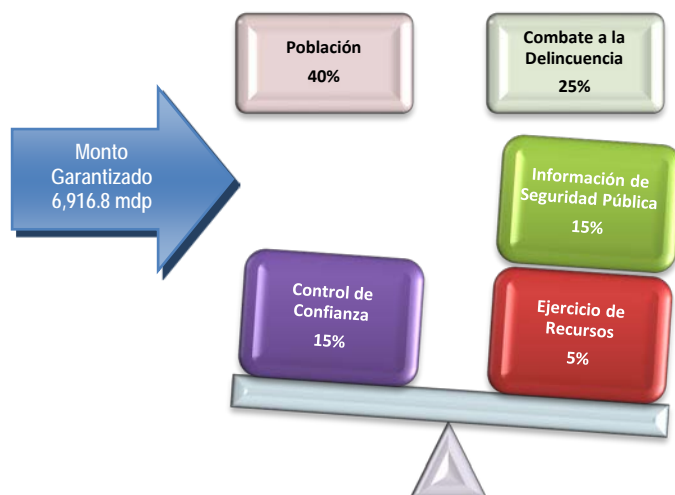 Población
40%
Combate a la
Delincuencia
25%
Monto
Garantizado
6,916.8 mdp
Información de
Seguridad Pública
15%
Control de
Confianza
15%
Ejercicio de
Recursos
5%